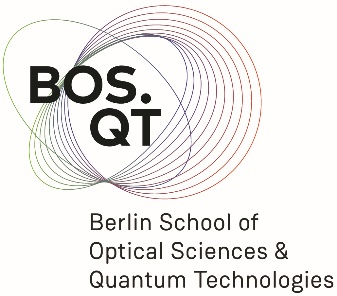 BOS.
QT
Berlin School of
Optical Sciences &
Quantum Technologies